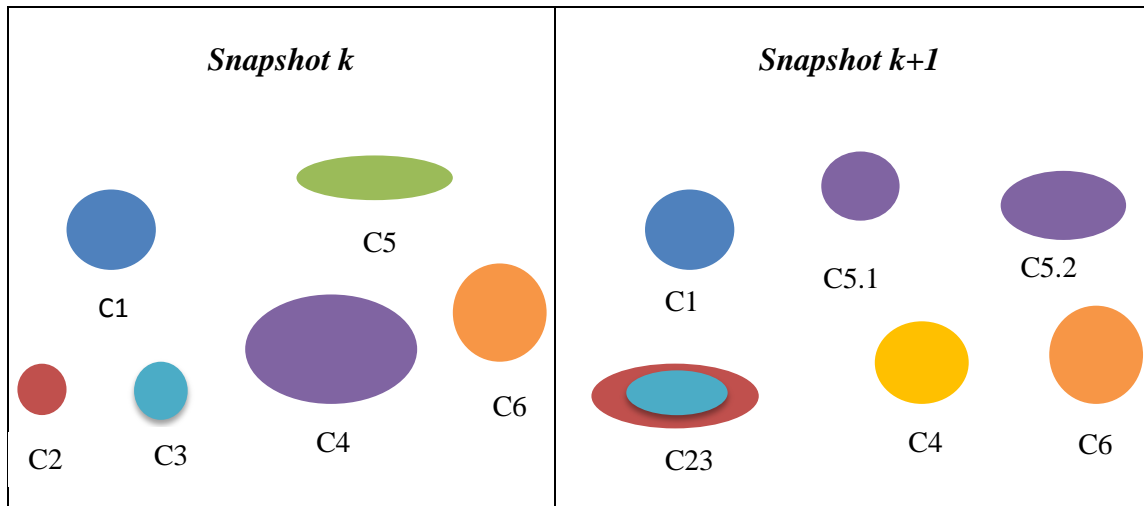 Snapshot k
C5
C1
C6
C4
C3
C2
Snapshot k+1
C5.2
C5.1
C1
C4
C6
C23